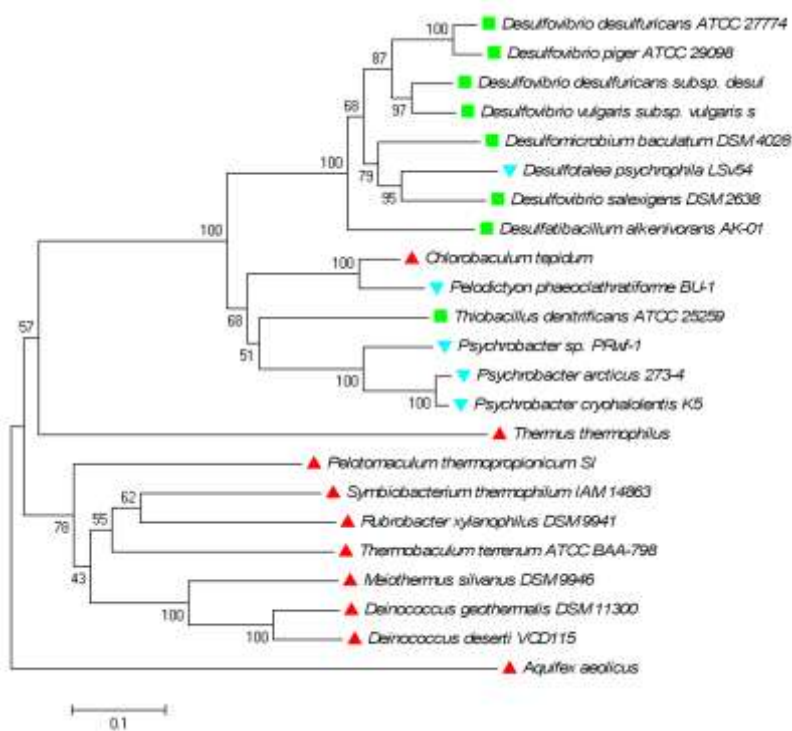 Desulfovibrio desulfuricans ATCC 27774
100
Desulfovibrio piger ATCC 29098
87
Desulfovibrio desulfuricans subsp. desul
97
Desulfovibrio vulgaris subsp. vulgaris s
68
Desulfomicrobium baculatum DSM 4028
100
Desulfotalea psychrophila LSv54
79
95
Desulfovibrio salexigens DSM 2638
Desulfatibacillum alkenivorans AK-01
100
Chlorobaculum tepidum
100
Pelodictyon phaeoclathratiforme BU-1
68
Thiobacillus denitrificans ATCC 25259
51
Psychrobacter sp. PRwf-1
100
Psychrobacter arcticus 273-4
100
Psychrobacter cryohalolentis K5
57
Thermus thermophilus
Pelotomaculum thermopropionicum SI
78
Symbiobacterium thermophilum IAM 14863
62
Rubrobacter xylanophilus DSM 9941
55
Thermobaculum terrenum ATCC BAA-798
43
Meiothermus silvanus DSM 9946
100
Deinococcus geothermalis DSM 11300
100
Deinococcus deserti VCD115
Aquifex aeolicus
0.1